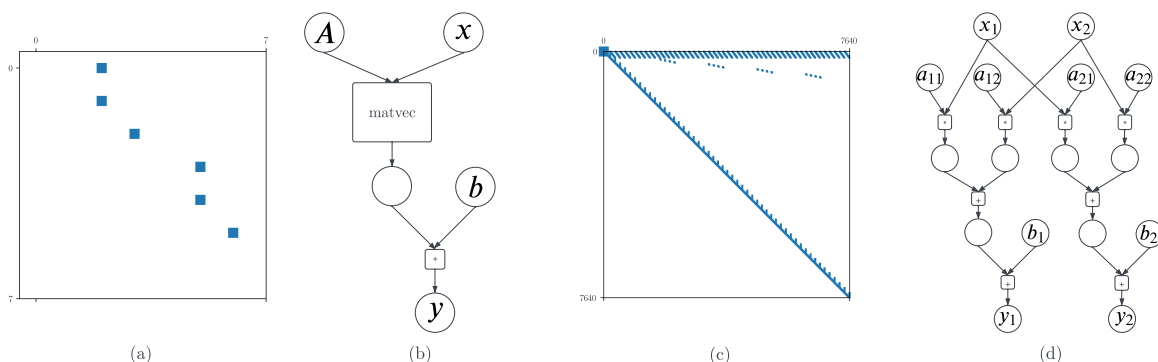 0
7
0
7
(a)
A
x
matvec
b
+
y
(b)
0
7640
0
7640
(c)
x₁
x₂
a₁₁
a₁₂
a₂₁
a₂₂
*
*
*
*
+
+
b₁
b₂
+
+
y₁
y₂
(d)